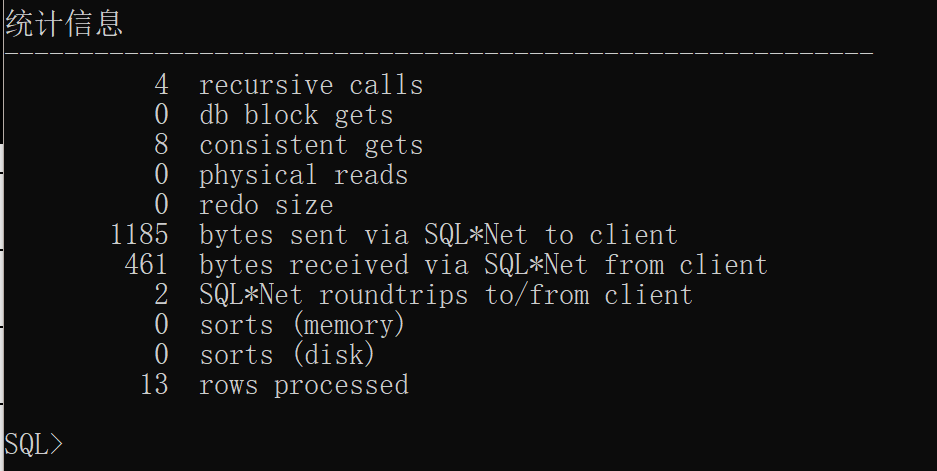 统计信息
----------------------------------------------------------
4 recursive calls
0 db block gets
8 consistent gets
0 physical reads
0 redo size
1185 bytes sent via SQL*Net to client
461 bytes received via SQL*Net from client
2 SQL*Net roundtrips to/from client
0 sorts (memory)
0 sorts (disk)
13 rows processed
SQL>